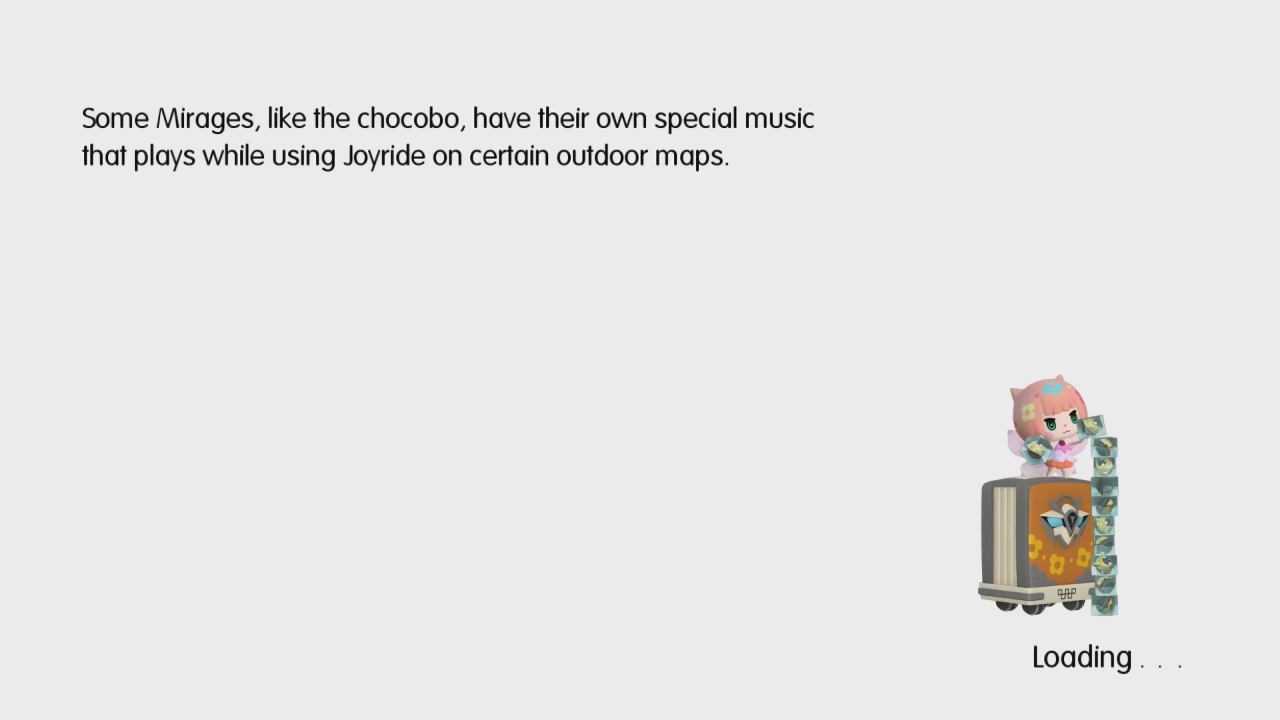 Some Mirages, like the chocobo, have their own special music
that plays while using Joyride on certain outdoor maps.
Loading . . .